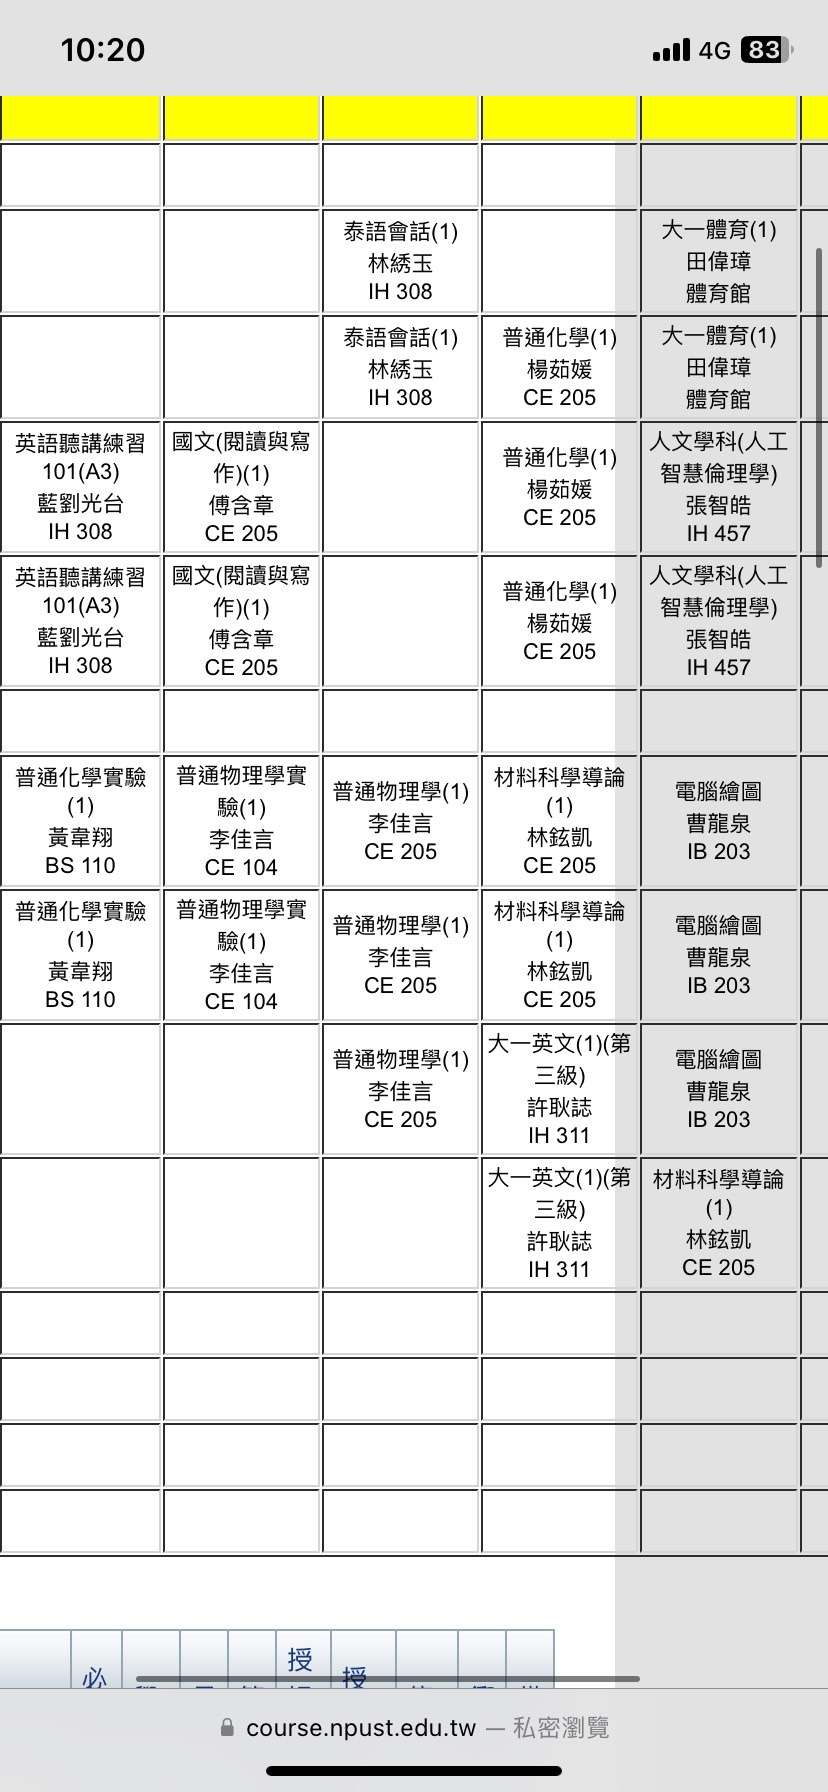 10:20
4G 83
泰語會話(1)
林綉玉
IH 308
大一體育(1)
田偉璋
體育館
泰語會話(1)
林綉玉
IH 308
普通化學(1)
楊茹媛
CE 205
大一體育(1)
田偉璋
體育館
英語聽講練習
101(A3)
藍劉光台
IH 308
國文(閱讀與寫
作)(1)
傅含章
CE 205
普通化學(1)
楊茹媛
CE 205
人文學科(人工
智慧倫理學)
張智皓
IH 457
英語聽講練習
101(A3)
藍劉光台
IH 308
國文(閱讀與寫
作)(1)
傅含章
CE 205
普通化學(1)
楊茹媛
CE 205
人文學科(人工
智慧倫理學)
張智皓
IH 457
普通化學實驗
(1)
黃韋翔
BS 110
普通物理學實
驗(1)
李佳言
CE 104
普通物理學(1)
李佳言
CE 205
材料科學導論
(1)
林鉉凱
CE 205
電腦繪圖
曹龍泉
IB 203
普通化學實驗
(1)
黃韋翔
BS 110
普通物理學實
驗(1)
李佳言
CE 104
普通物理學(1)
李佳言
CE 205
材料科學導論
(1)
林鉉凱
CE 205
電腦繪圖
曹龍泉
IB 203
普通物理學(1)
李佳言
CE 205
大一英文(1)(第
三級)
許耿誌
IH 311
電腦繪圖
曹龍泉
IB 203
大一英文(1)(第
三級)
許耿誌
IH 311
材料科學導論
(1)
林鉉凱
CE 205
必
授
授
course.npust.edu.tw — 私密瀏覽